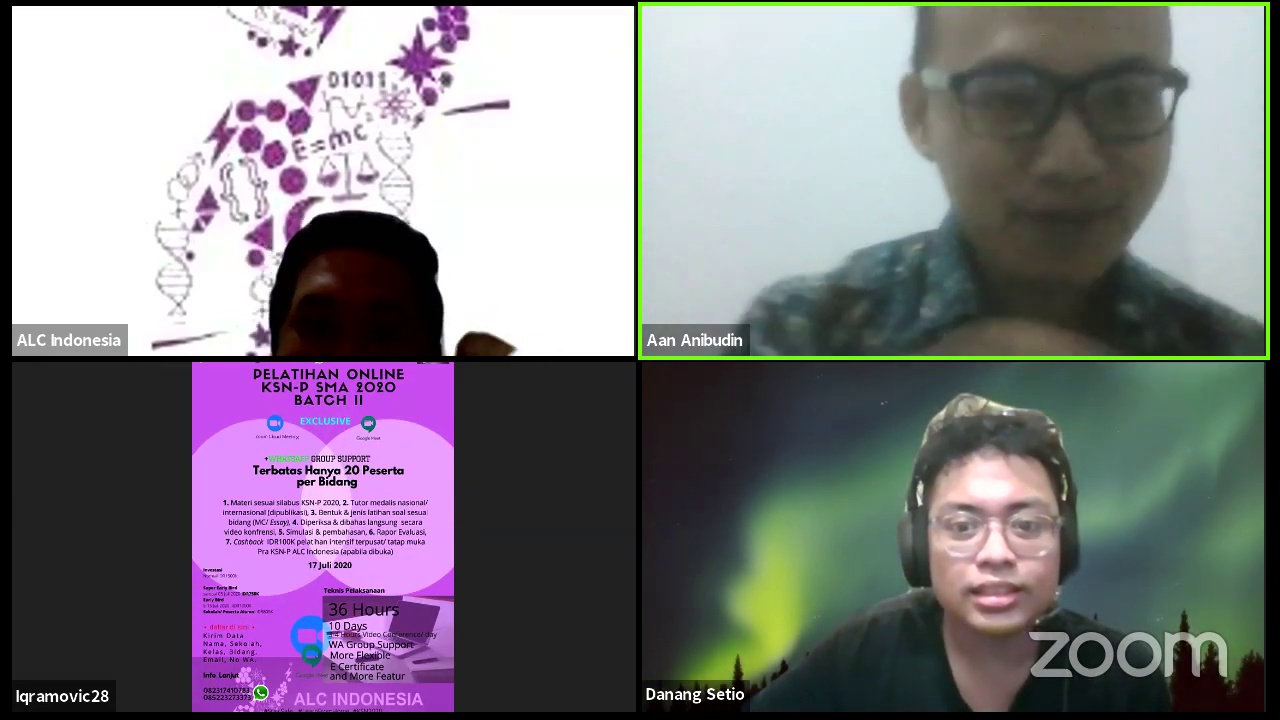 01011
E=mc
ALC Indonesia
Aan Anibudin
PELATIHAN ONLINE
KSN-P SMA 2020
BATCH II
EXCLUSIVE
Zoom Cloud Meeting
Google Meet
+WHATSAPP GROUP SUPPORT
Terbatas Hanya 20 Peserta
per Bidang
1. Materi sesuai silabus KSN-P 2020, 2. Tutor medalis nasional/
internasional (dipublikasi), 3. Bentuk & jenis latihan soal sesuai
bidang (MC/ Essay), 4. Diperiksa & dibahas langsung secara
video konfrensi, 5. Simulasi & pembahasan, 6. Rapor Evaluasi,
7. Cashback IDR100K pelatihan intensif terpusat/ tatap muka
Pra KSN-P ALC Indonesia (apabila dibuka)
17 Juli 2020
Investasi
Super Early Bird
Early Bird
Teknis Pelaksanaan
36 Hours
10 Days
3-4 Hours Video Conference/ day
WA Group Support
More Flexible
E Certificate
and More Featur
• daftar di sini •
Kirim Data
Nama, Sekolah,
Kelas, Bidang,
Email, No WA.
Info Lanjut
082317410783
085223273373
Google Meet
ALC INDONESIA
Iqramovic28
Danang Setio
zoom